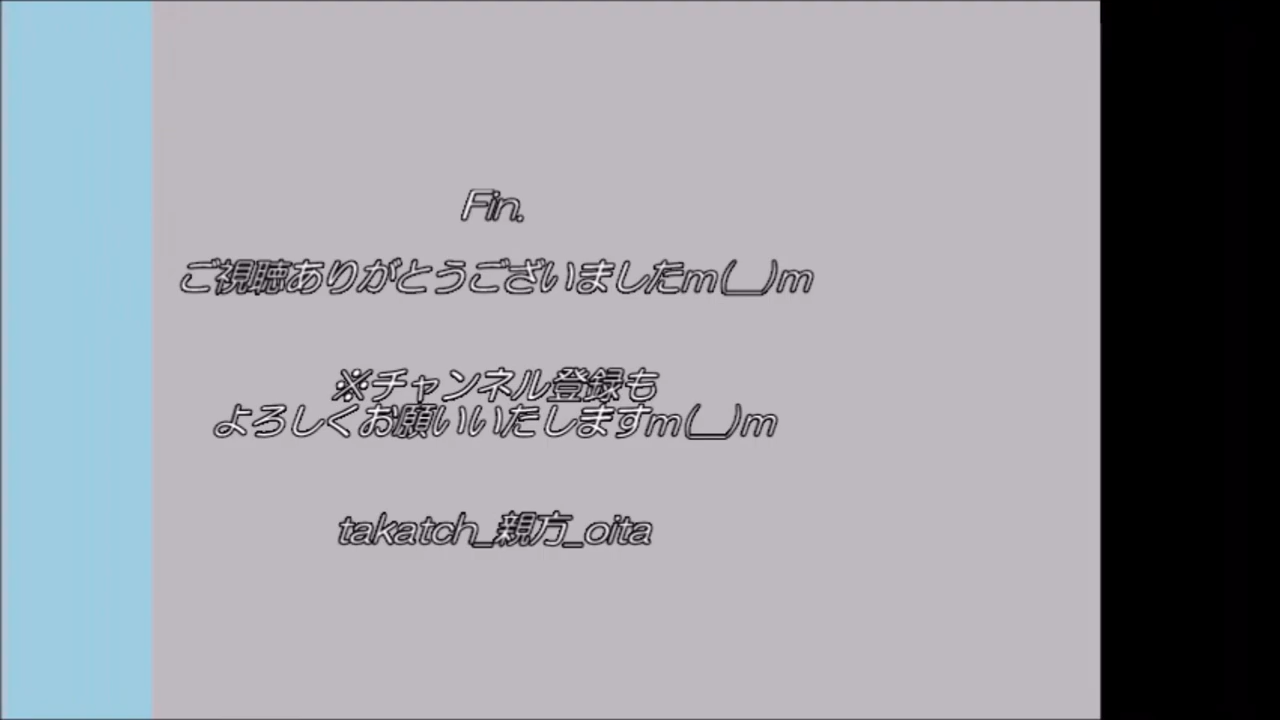 Fin.
ご視聴ありがとうございましたm(__)m
※チャンネル登録も
よろしくお願いいたしますm(__)m
takatch_親方_oita